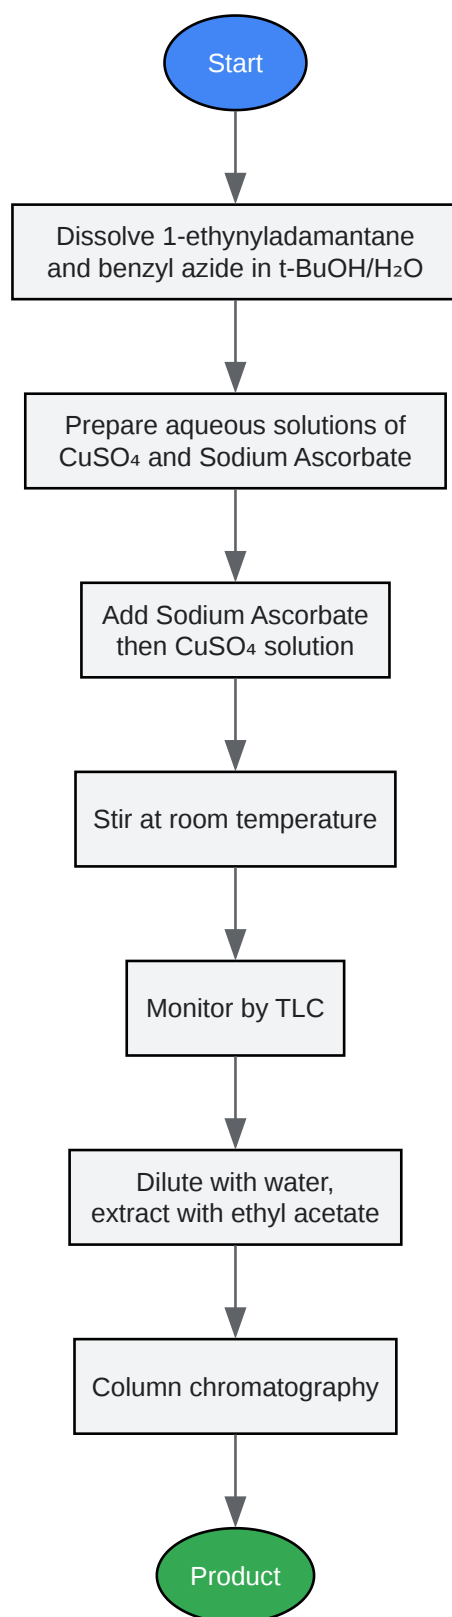 Start
Dissolve 1-ethynyladamantane
and benzyl azide in t-BuOH/H₂O
Prepare aqueous solutions of
CuSO₄ and Sodium Ascorbate
Add Sodium Ascorbate
then CuSO₄ solution
Stir at room temperature
Monitor by TLC
Dilute with water,
extract with ethyl acetate
Column chromatography
Product